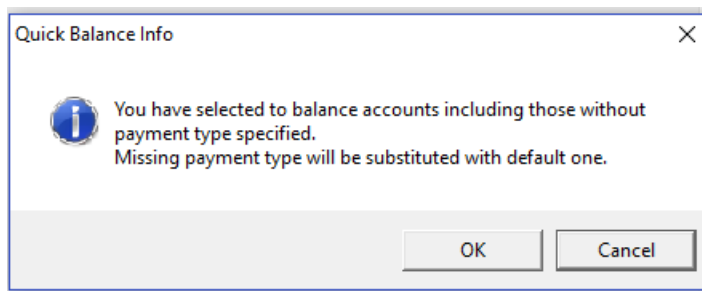 Quick Balance Info
You have selected to balance accounts including those without
payment type specified.
Missing payment type will be substituted with default one.
OK
Cancel